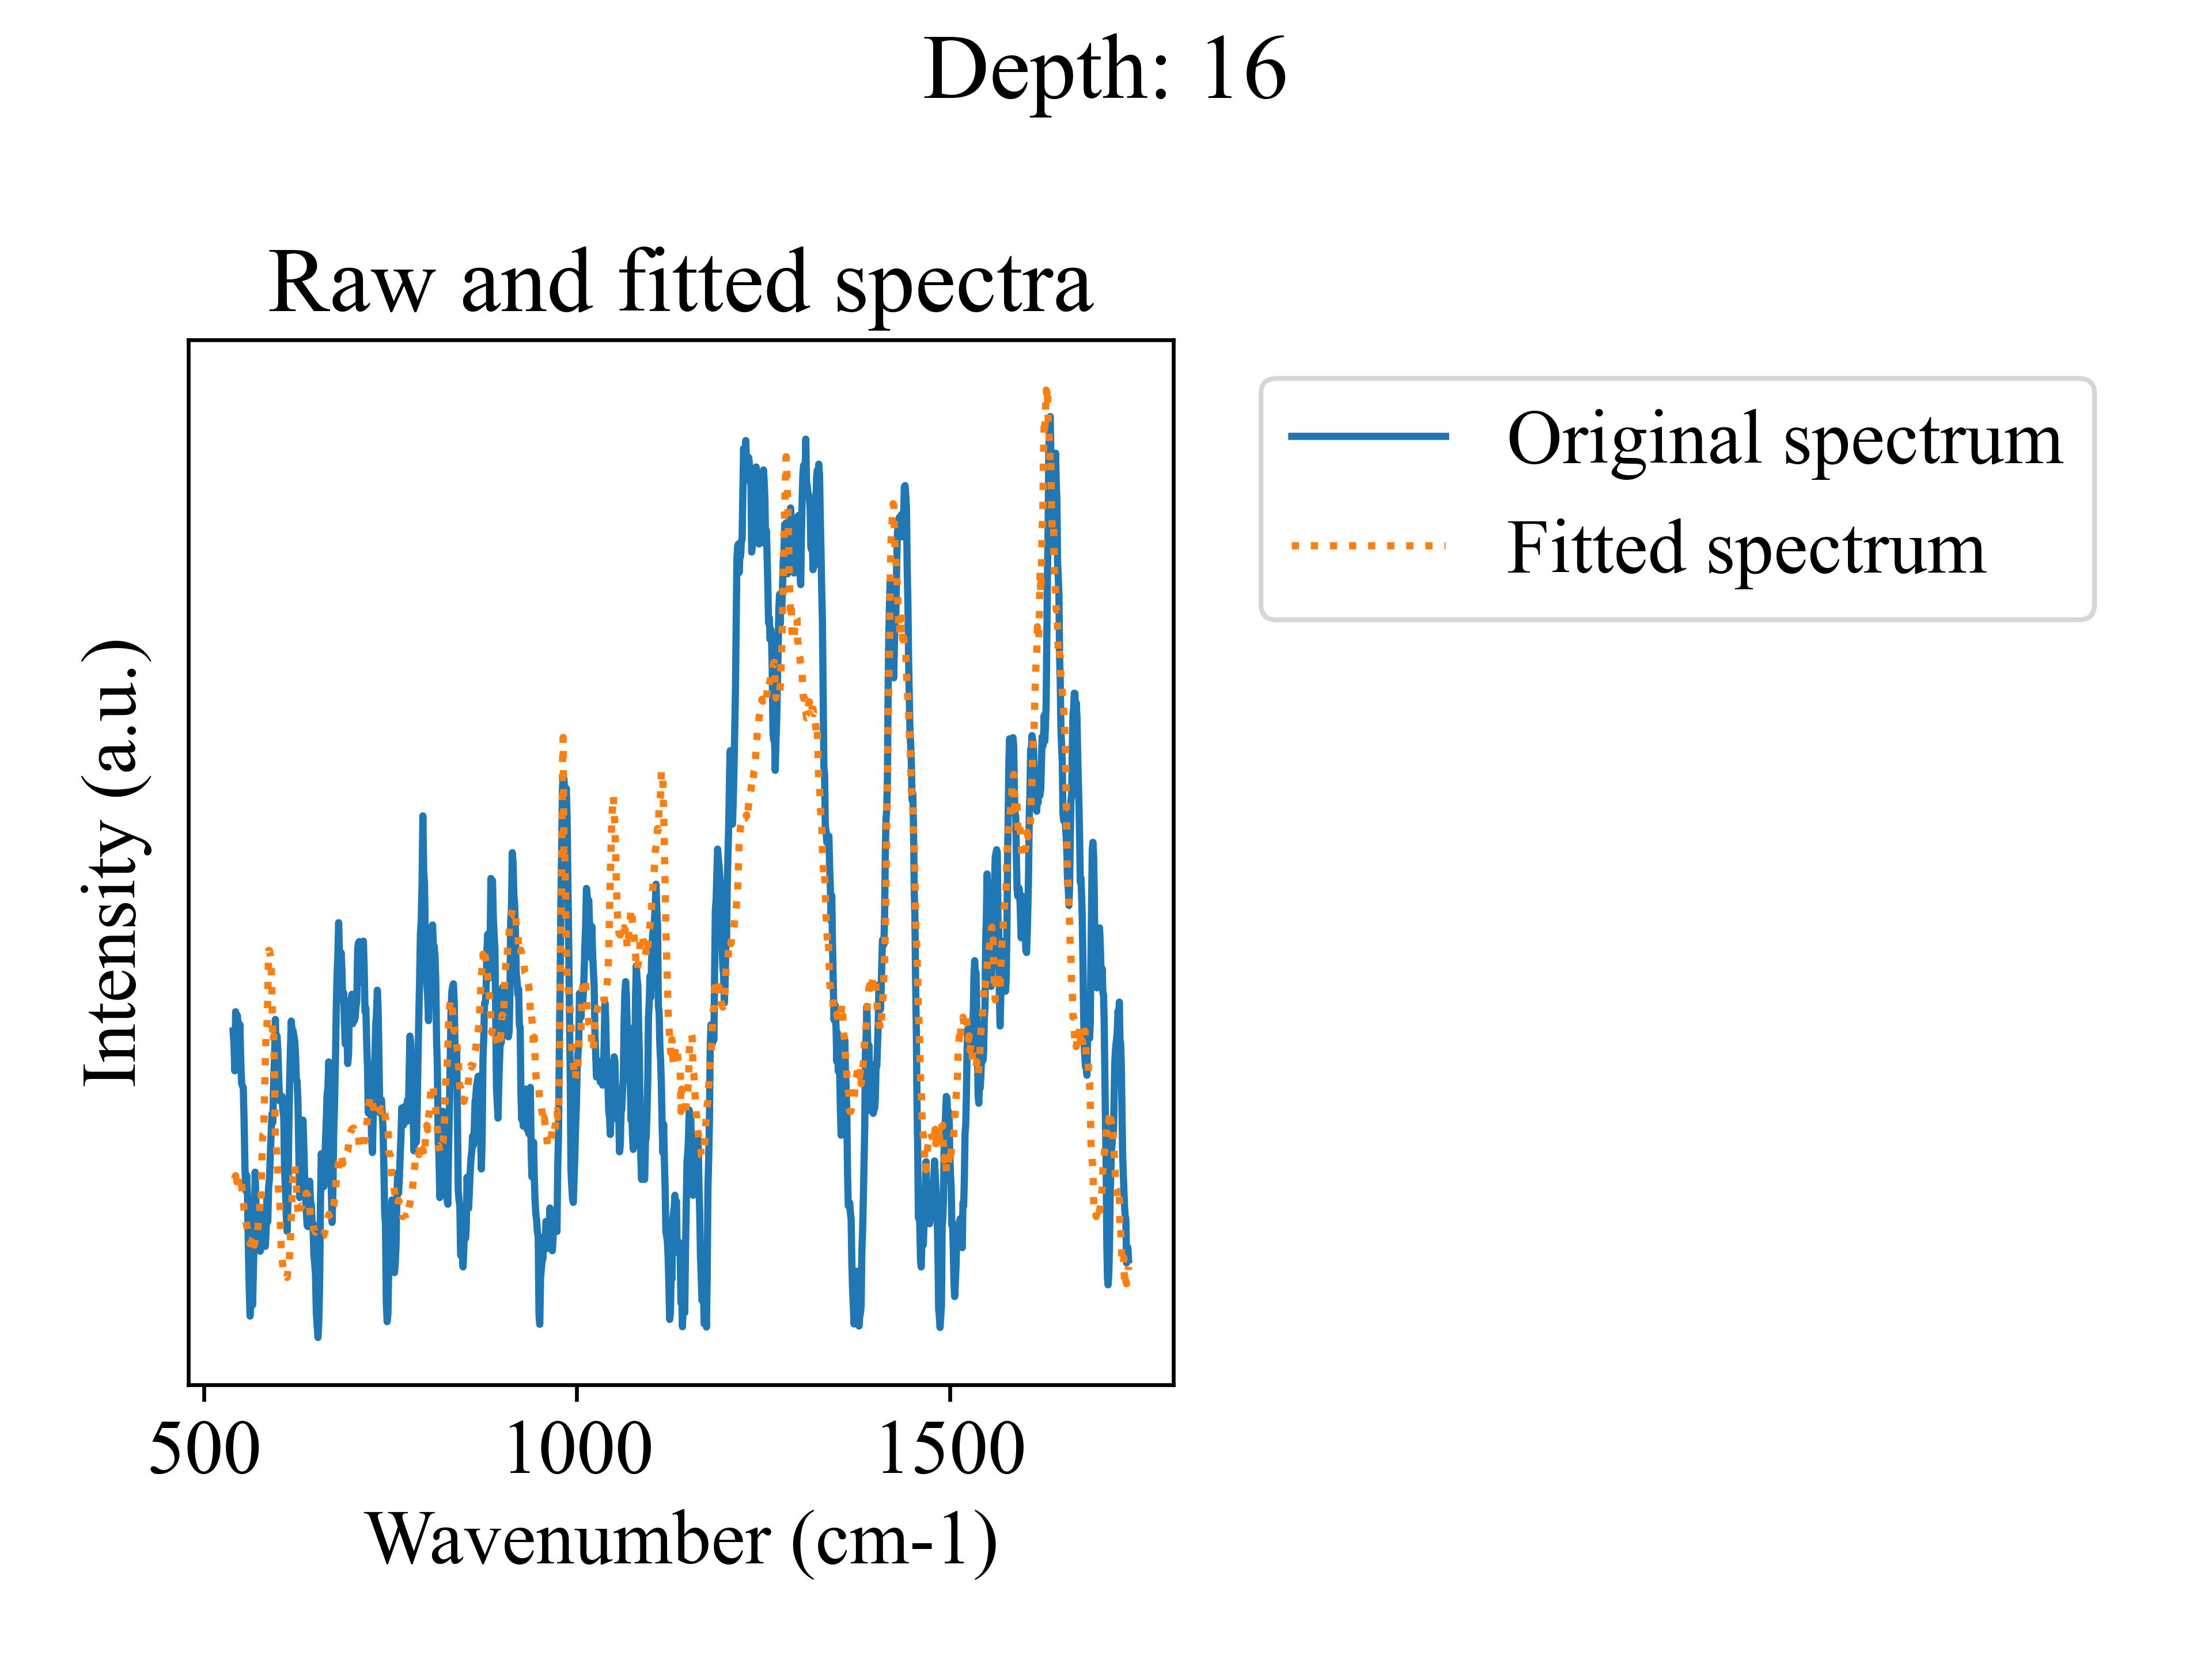 Depth: 16
Raw and fitted spectra
Original spectrum
Fitted spectrum
Intensity (a.u.)
500 1000 1500
Wavenumber (cm-1)